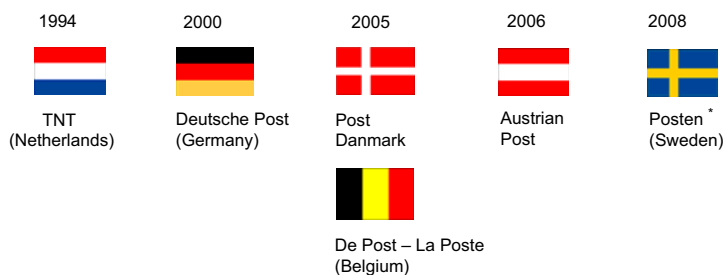 1994
2000
2005
2006
2008
TNT
(Netherlands)
Deutsche Post
(Germany)
Post
Danmark
Austrian
Post
Posten *
(Sweden)
De Post – La Poste
(Belgium)